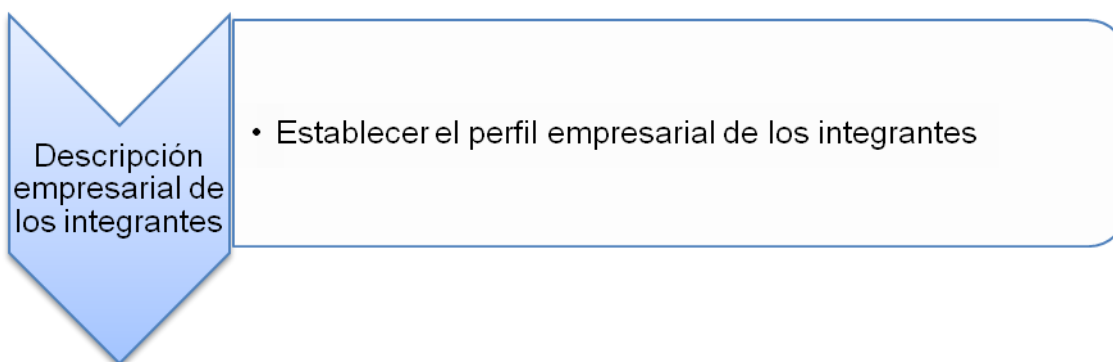 Descripción
empresarial de
los integrantes
• Establecer el perfil empresarial de los integrantes